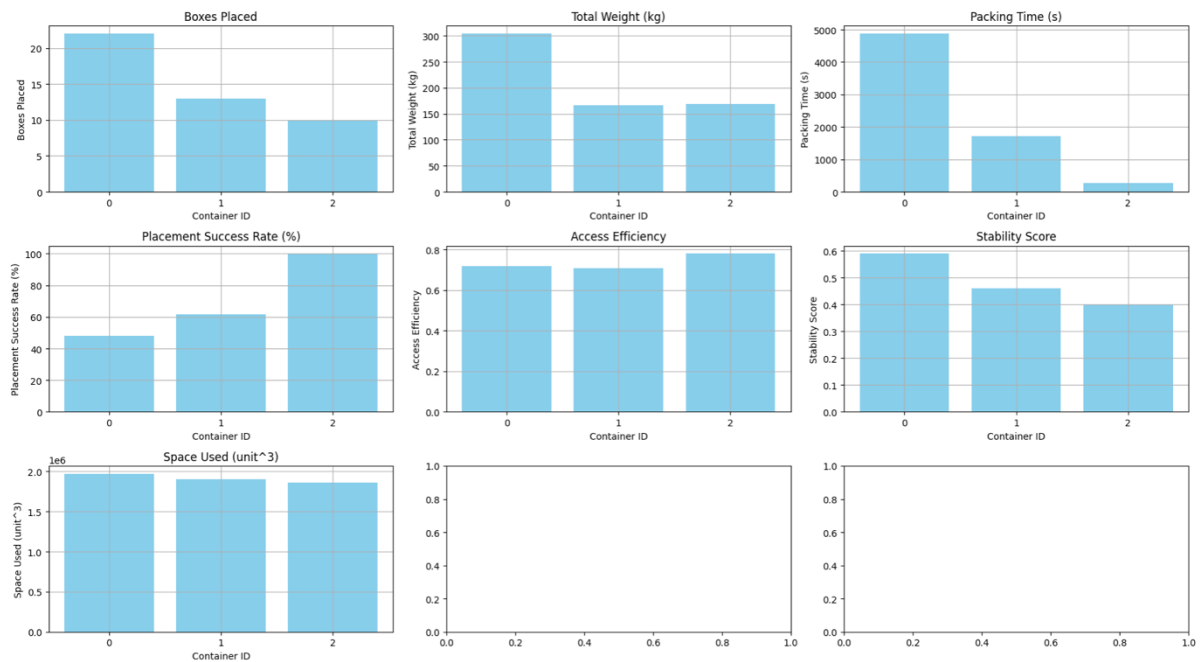 Boxes Placed
Boxes Placed
20
15
10
5
0
0 1 2
Container ID
Total Weight (kg)
Total Weight (kg)
300
250
200
150
100
50
0
0 1 2
Container ID
Packing Time (s)
Packing Time (s)
5000
4000
3000
2000
1000
0
0 1 2
Container ID
Placement Success Rate (%)
Placement Success Rate (%)
100
80
60
40
20
0
0 1 2
Container ID
Access Efficiency
Access Efficiency
0.8
0.6
0.4
0.2
0.0
0 1 2
Container ID
Stability Score
Stability Score
0.6
0.5
0.4
0.3
0.2
0.1
0.0
0 1 2
Container ID
Space Used (unit^3)
1e6
Space Used (unit^3)
2.0
1.5
1.0
0.5
0.0
0 1 2
Container ID
1.0
0.8
0.6
0.4
0.2
0.0
0.0 0.2 0.4 0.6 0.8 1.0
1.0
0.8
0.6
0.4
0.2
0.0
0.0 0.2 0.4 0.6 0.8 1.0